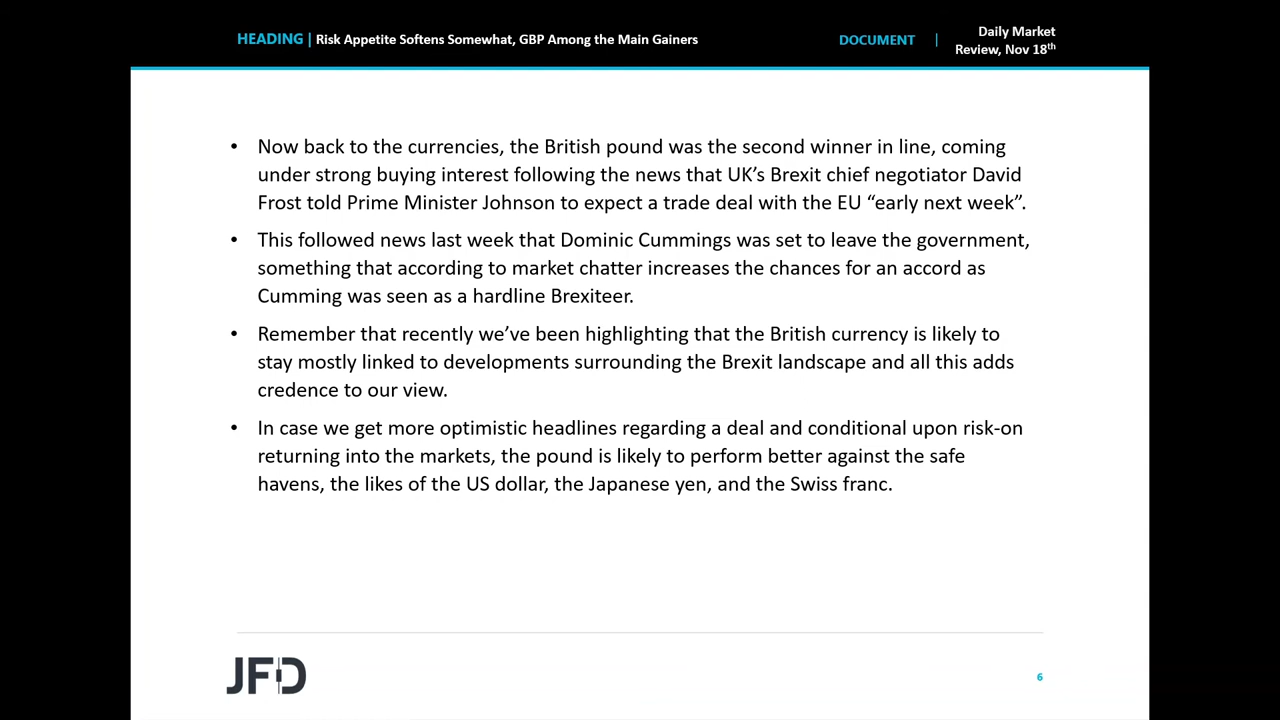 HEADING | Risk Appetite Softens Somewhat, GBP Among the Main Gainers
DOCUMENT | Daily Market
Review, Nov 18th
• Now back to the currencies, the British pound was the second winner in line, coming
under strong buying interest following the news that UK’s Brexit chief negotiator David
Frost told Prime Minister Johnson to expect a trade deal with the EU “early next week”.
• This followed news last week that Dominic Cummings was set to leave the government,
something that according to market chatter increases the chances for an accord as
Cumming was seen as a hardline Brexiteer.
• Remember that recently we’ve been highlighting that the British currency is likely to
stay mostly linked to developments surrounding the Brexit landscape and all this adds
credence to our view.
• In case we get more optimistic headlines regarding a deal and conditional upon risk-on
returning into the markets, the pound is likely to perform better against the safe
havens, the likes of the US dollar, the Japanese yen, and the Swiss franc.
JFD
6